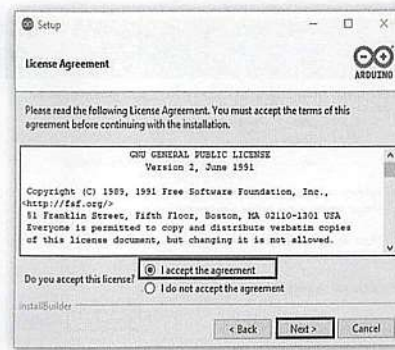 Setup
License Agreement
ARDUINO
Please read the following License Agreement. You must accept the terms of this
agreement before continuing with the installation.
GNU GENERAL PUBLIC LICENSE
Version 2, June 1991
Copyright (C) 1989, 1991 Free Software Foundation, Inc.,
<http://fsf.org/>
51 Franklin Street, Fifth Floor, Boston, MA 02110-1301 USA
Everyone is permitted to copy and distribute verbatim copies
of this license document, but changing it is not allowed.
Do you accept this license?
I accept the agreement
I do not accept the agreement
InstallBuilder
< Back Next > Cancel